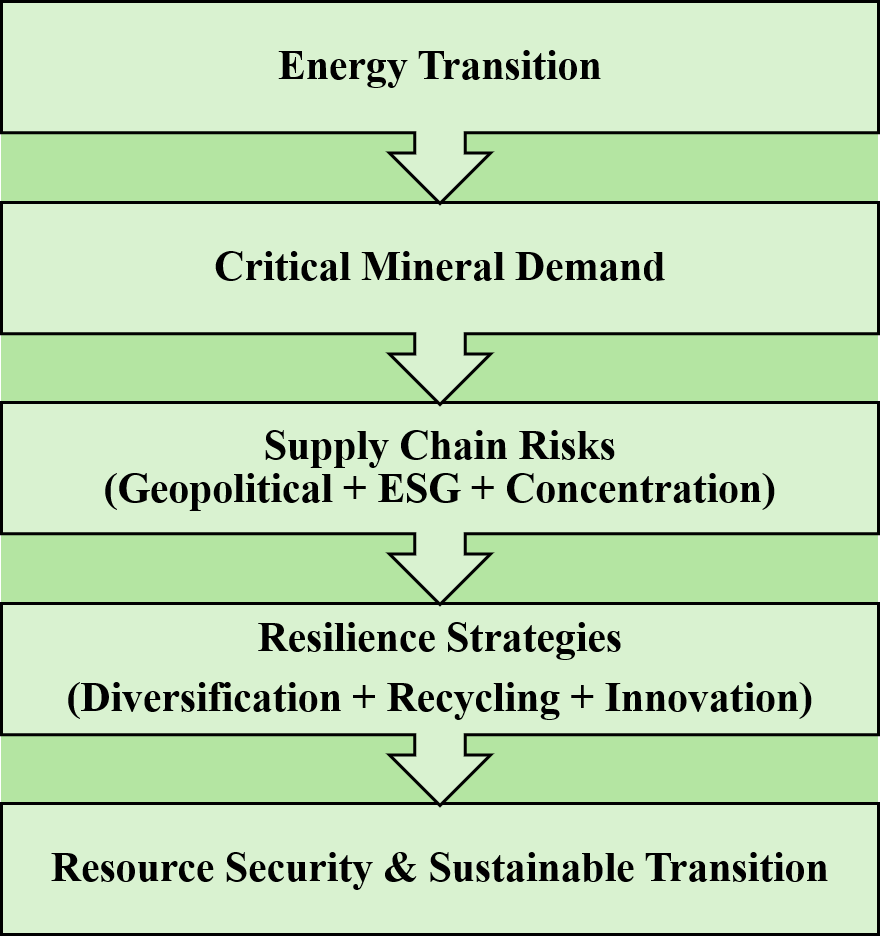 Energy Transition
Critical Mineral Demand
Supply Chain Risks
(Geopolitical + ESG + Concentration)
Resilience Strategies
(Diversification + Recycling + Innovation)
Resource Security & Sustainable Transition